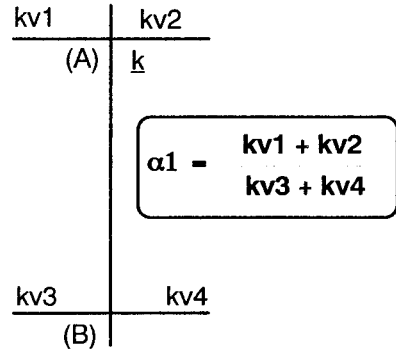 kv1 kv2
(A) k
α1 = kv1 + kv2
kv3 + kv4
kv3 kv4
(B)